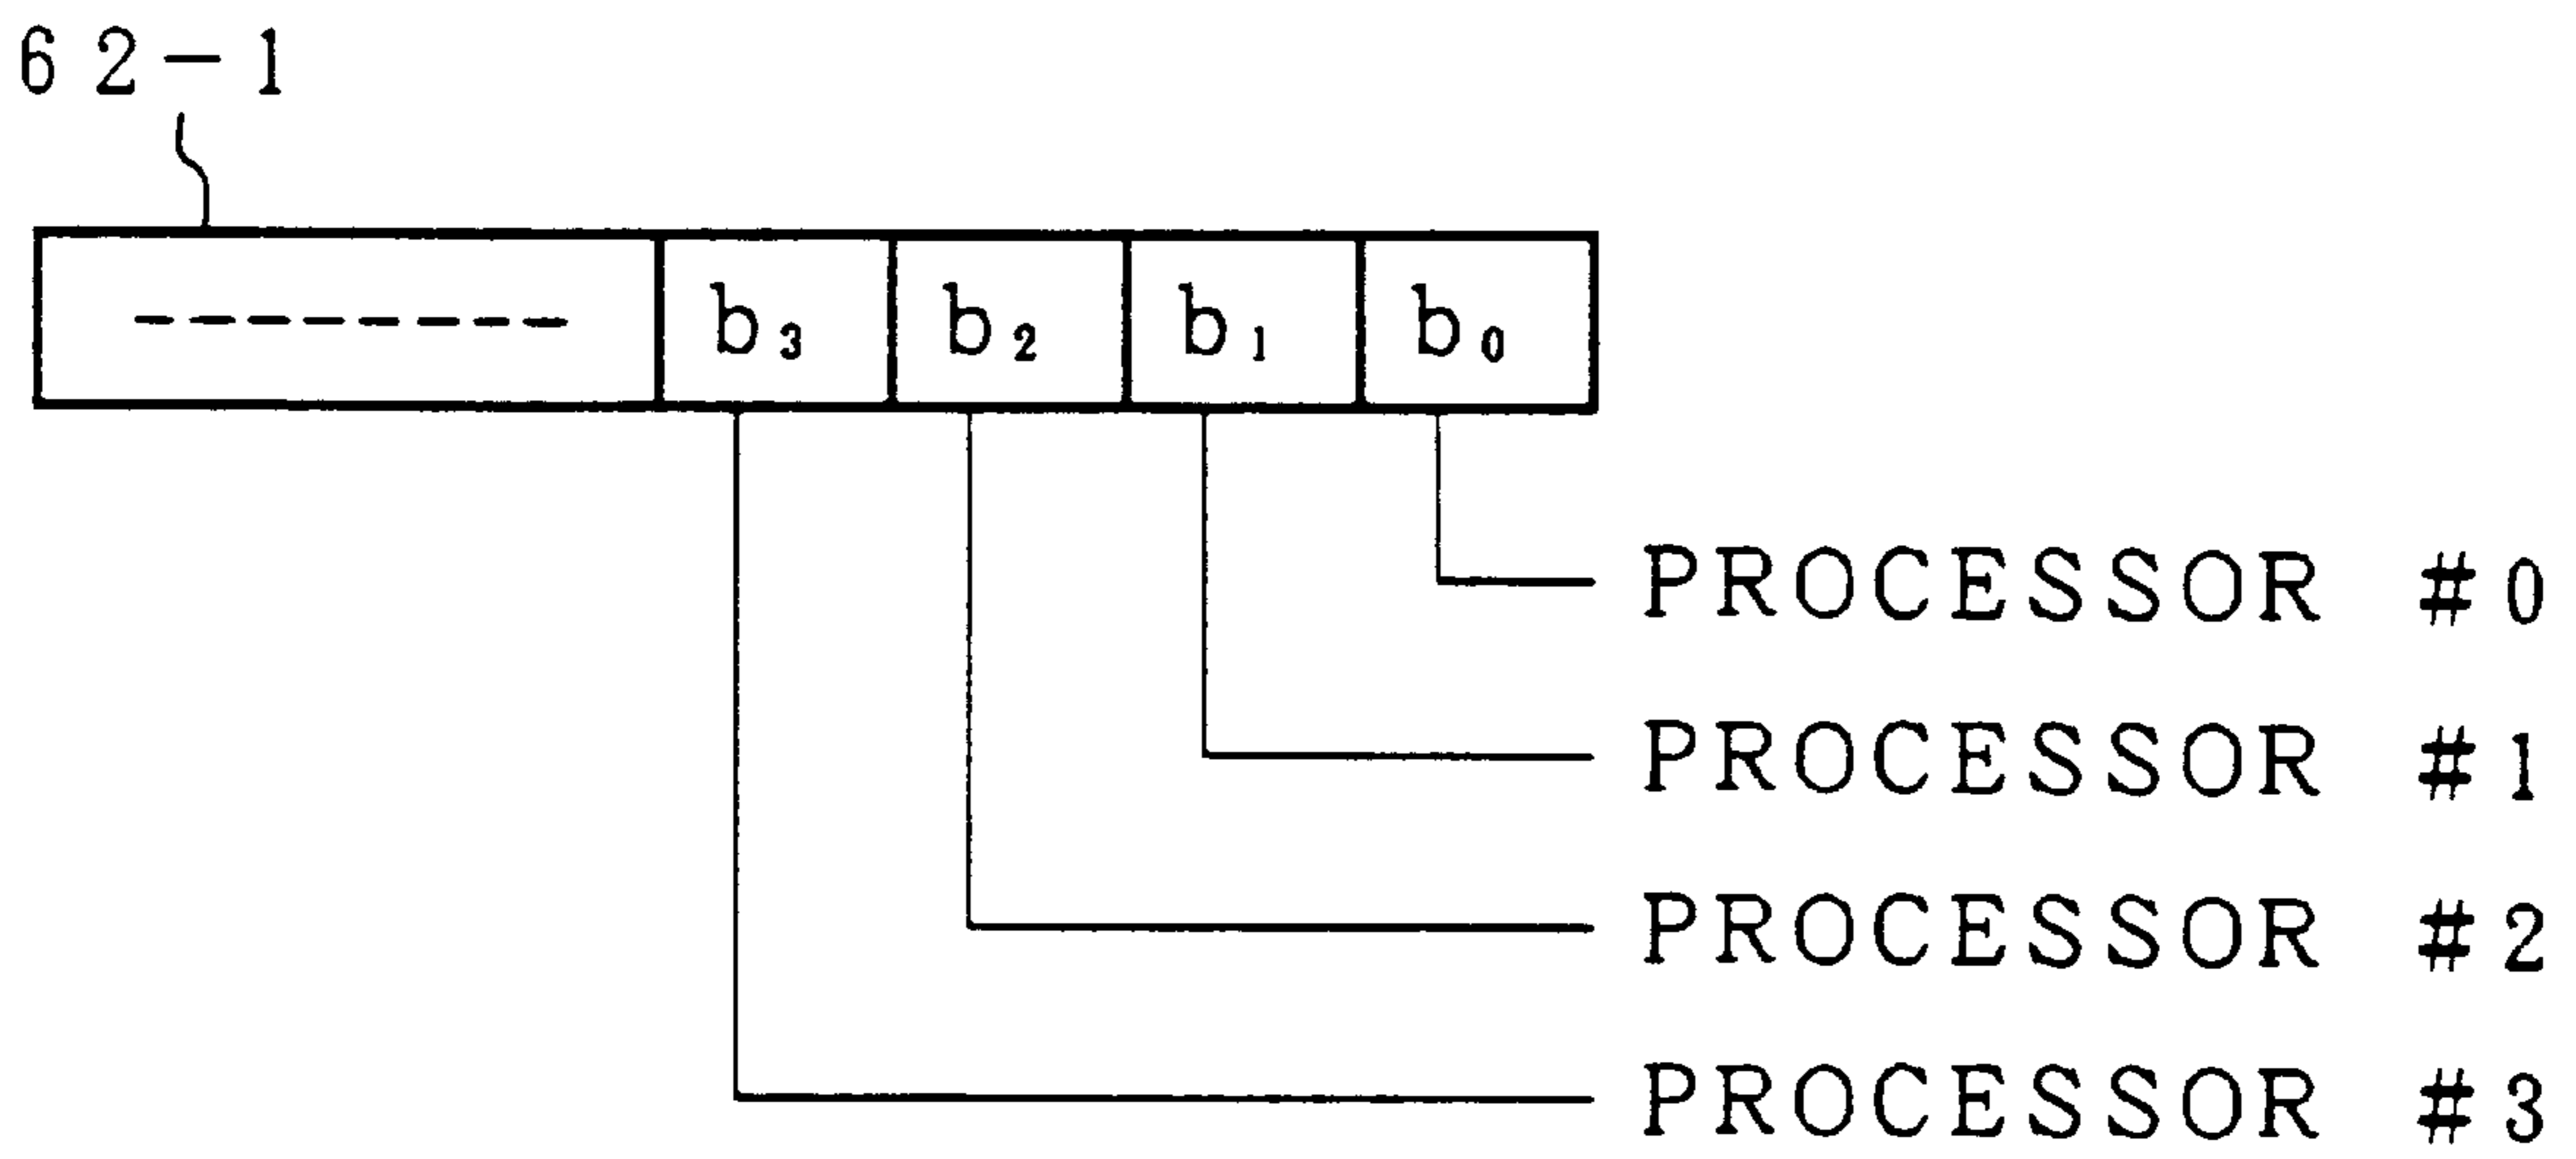 62-1
b₃ b₂ b₁ b₀
PROCESSOR #0
PROCESSOR #1
PROCESSOR #2
PROCESSOR #3